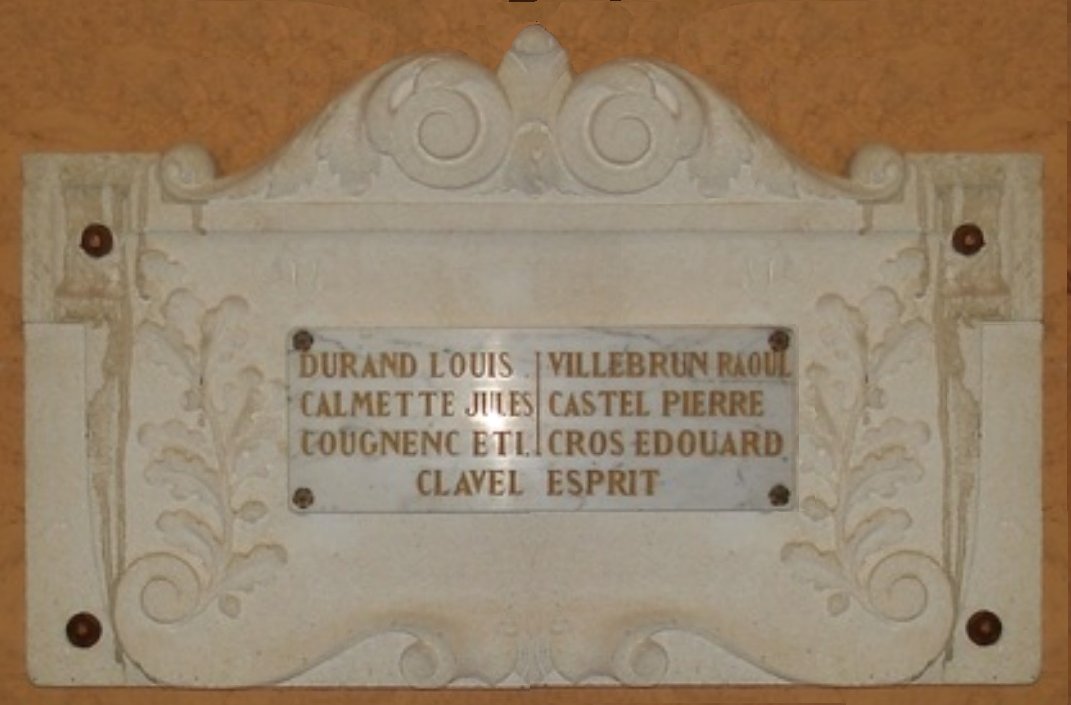 DURAND LOUIS
CALMETTE JULES
COUGNENC ETI.
VILLEBRUN RAOUL
CASTEL PIERRE
CROS EDOUARD
CLAVEL ESPRIT